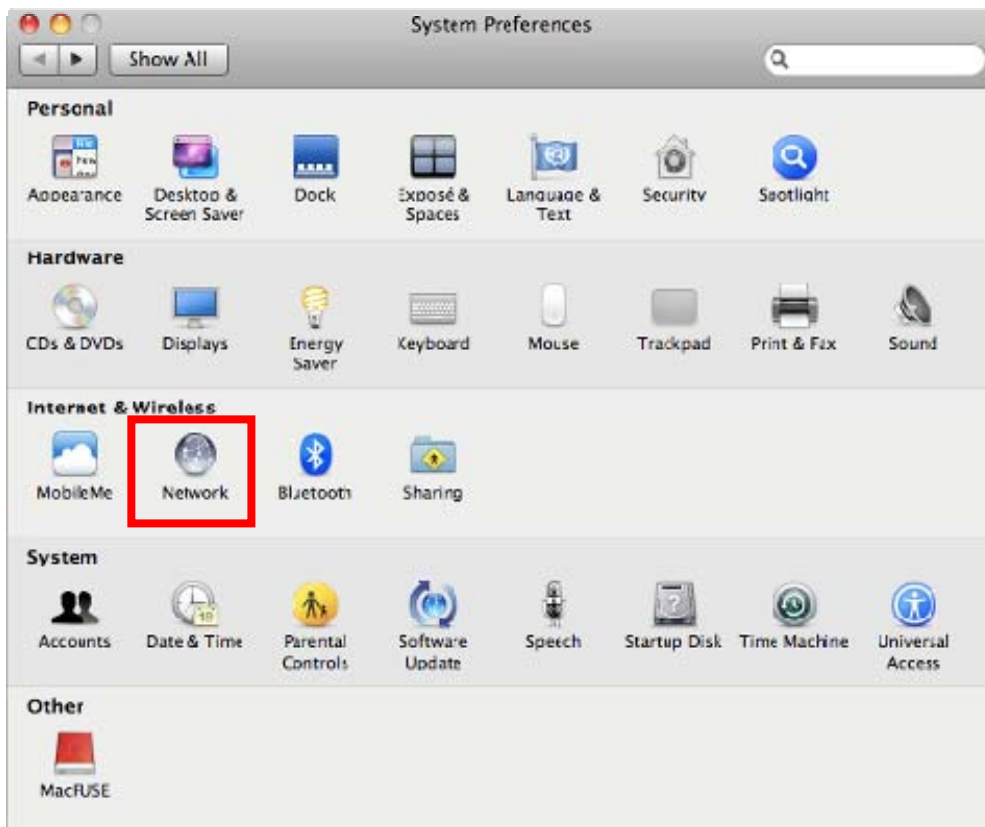 System Preferences
Show All
Personal
Appearance
Desktop &
Screen Saver
Dock
Exposé &
Spaces
Language &
Text
Security
Spotlight
Hardware
CDs & DVDs
Displays
Energy
Saver
Keyboard
Mouse
Trackpad
Print & Fax
Sound
Internet & Wireless
MobileMe
Network
Bluetooth
Sharing
System
Accounts
Date & Time
Parental
Controls
Software
Update
Speech
Startup Disk
Time Machine
Universal
Access
Other
MacFUSE